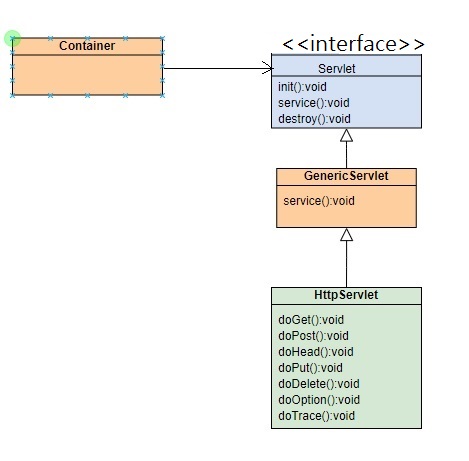 Container
<<interface>>
Servlet
init():void
service():void
destroy():void
GenericServlet
service():void
HttpServlet
doGet():void
doPost():void
doHead():void
doPut():void
doDelete():void
doOption():void
doTrace():void